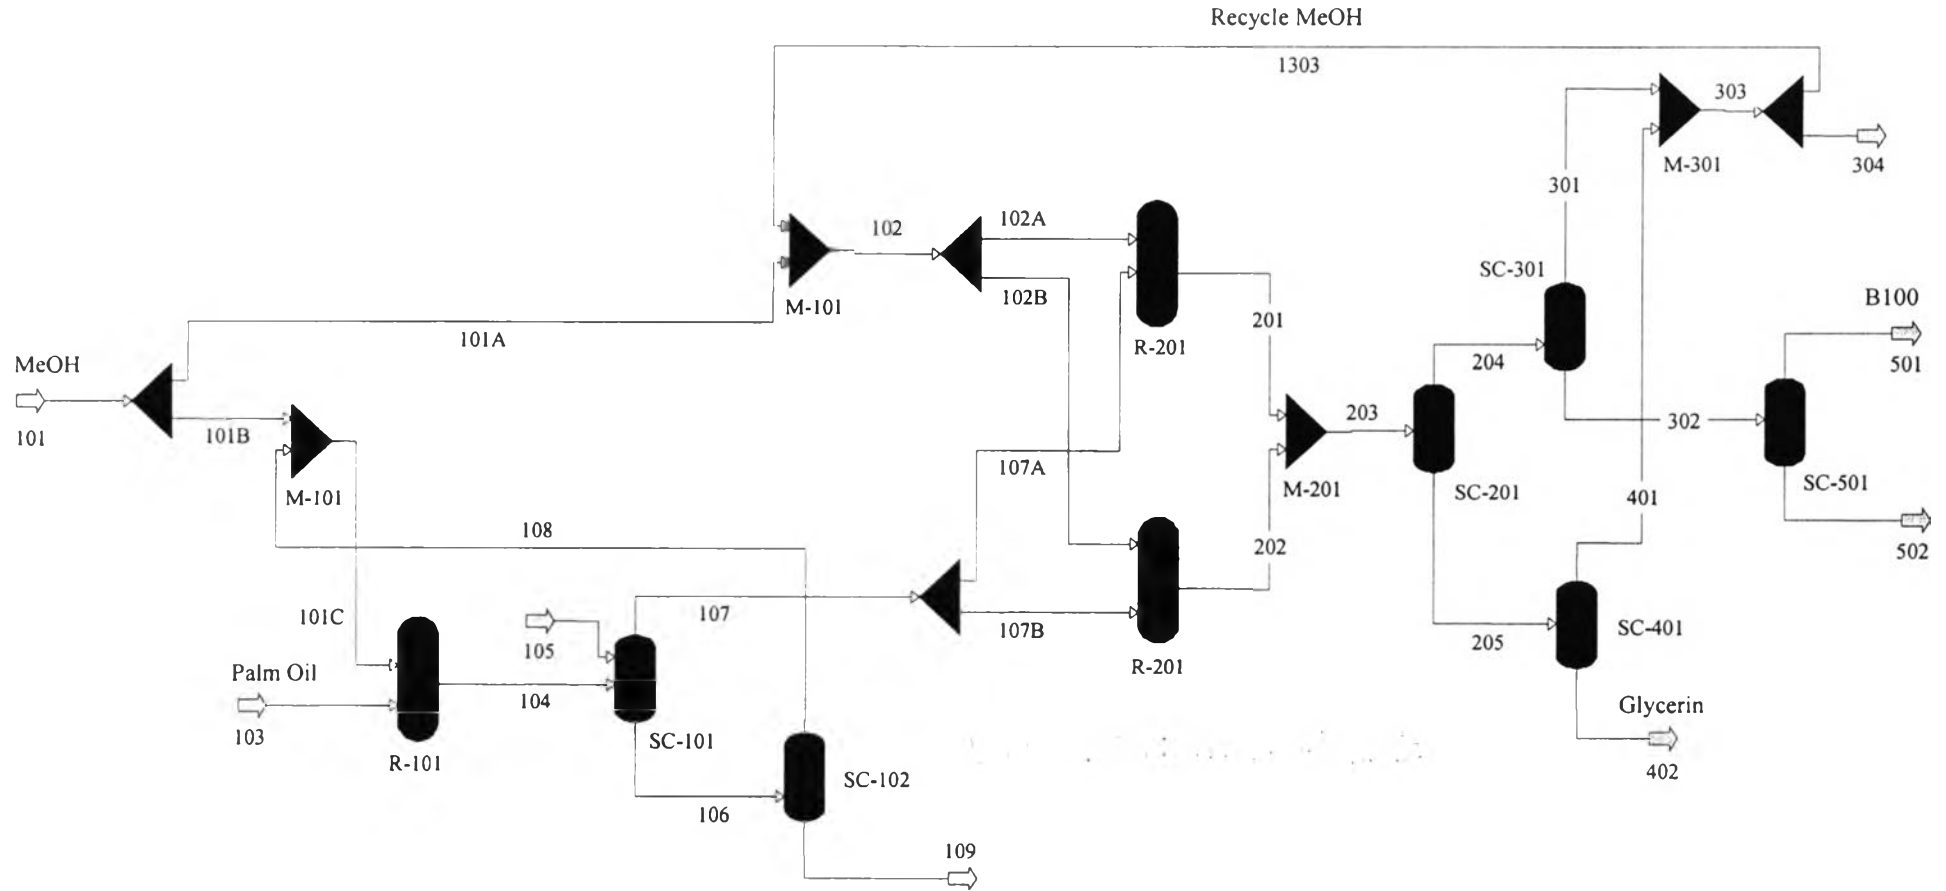 Recycle MeOH
1303
303
M-301
304
301
102A
102
102B
M-101
SC-301
B100
201
R-201
101A
204
501
MeOH
101B
101
203
302
107A
M-201
SC-201
SC-501
401
M-101
108
202
502
101C
107
107B
105
205
SC-401
R-201
Palm Oil
104
103
SC-101
Glycerin
R-101
SC-102
402
106
109